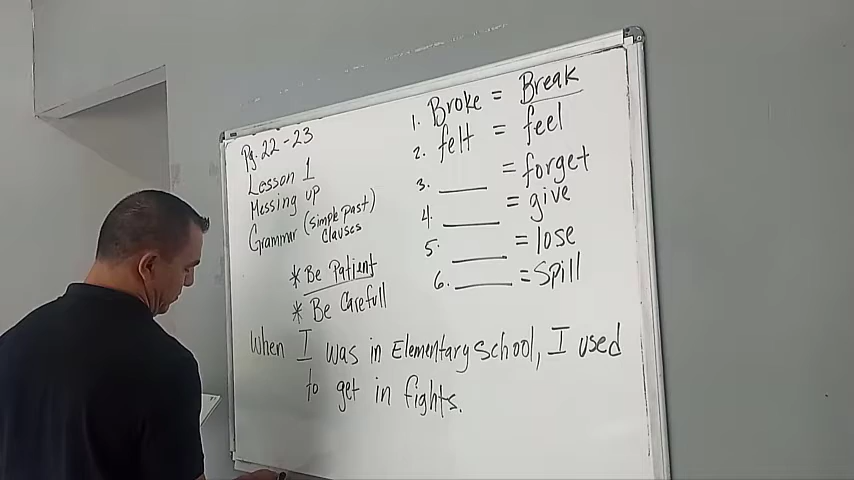 Pg. 22-23
Lesson 1
Messing up
Grammar (simple past)
clauses
* Be Patient
* Be Carefull
1. Broke = Break
2. felt = feel
3. ____ = forget
4. ____ = give
5. ____ = lose
6. ____ = Spill
When I was in Elementary School, I used
to get in fights.